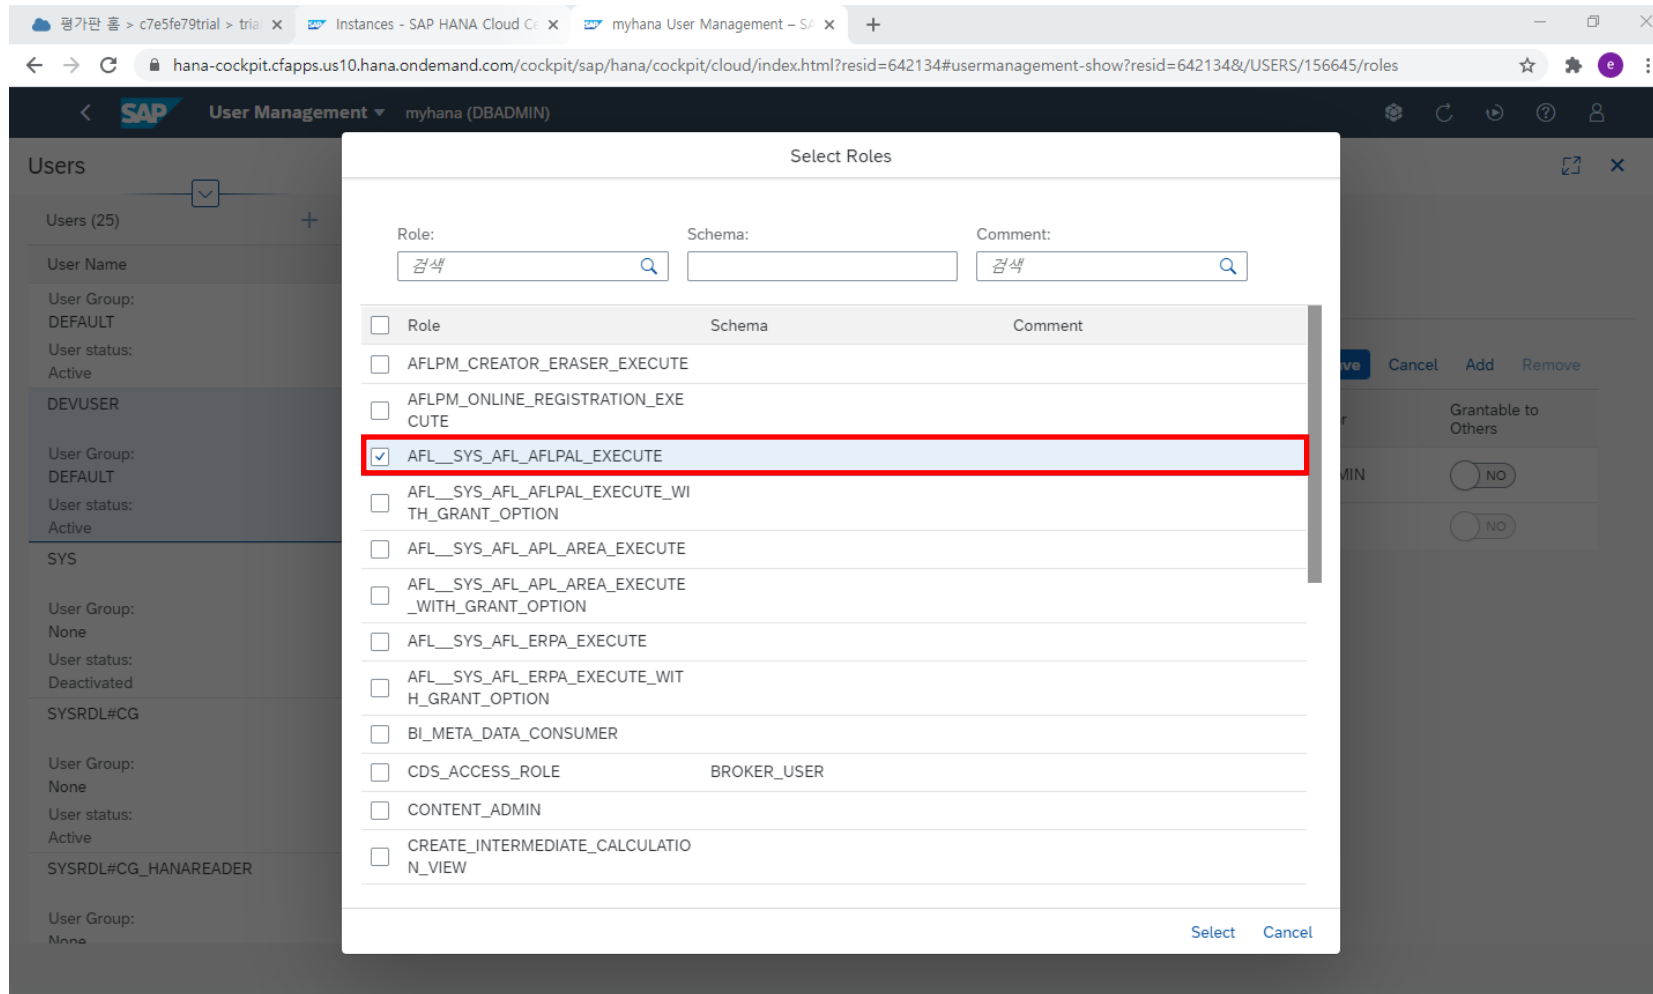 평가판 홈 > c7e5fe79trial > tria
Instances - SAP HANA Cloud Ce
myhana User Management – SA
hana-cockpit.cfapps.us10.hana.ondemand.com/cockpit/sap/hana/cockpit/cloud/index.html?resid=642134#usermanagement-show?resid=642134&/USERS/156645/roles
e
SAP User Management myhana (DBADMIN)
Users
Users (25)
User Name
User Group:
DEFAULT
User status:
Active
DEVUSER
User Group:
DEFAULT
User status:
Active
SYS
User Group:
None
User status:
Deactivated
SYSRDL#CG
User Group:
None
User status:
Active
SYSRDL#CG_HANAREADER
User Group:
None
Select Roles
Role: Schema: Comment:
검색 검색
Role Schema Comment
AFLPM_CREATOR_ERASER_EXECUTE
AFLPM_ONLINE_REGISTRATION_EXE
CUTE
AFL__SYS_AFL_AFLPAL_EXECUTE
AFL__SYS_AFL_AFLPAL_EXECUTE_WI
TH_GRANT_OPTION
AFL__SYS_AFL_APL_AREA_EXECUTE
AFL__SYS_AFL_APL_AREA_EXECUTE
_WITH_GRANT_OPTION
AFL__SYS_AFL_ERPA_EXECUTE
AFL__SYS_AFL_ERPA_EXECUTE_WIT
H_GRANT_OPTION
BI_META_DATA_CONSUMER
CDS_ACCESS_ROLE BROKER_USER
CONTENT_ADMIN
CREATE_INTERMEDIATE_CALCULATIO
N_VIEW
Select Cancel
ve Cancel Add Remove
r Grantable to
Others
MIN NO
NO